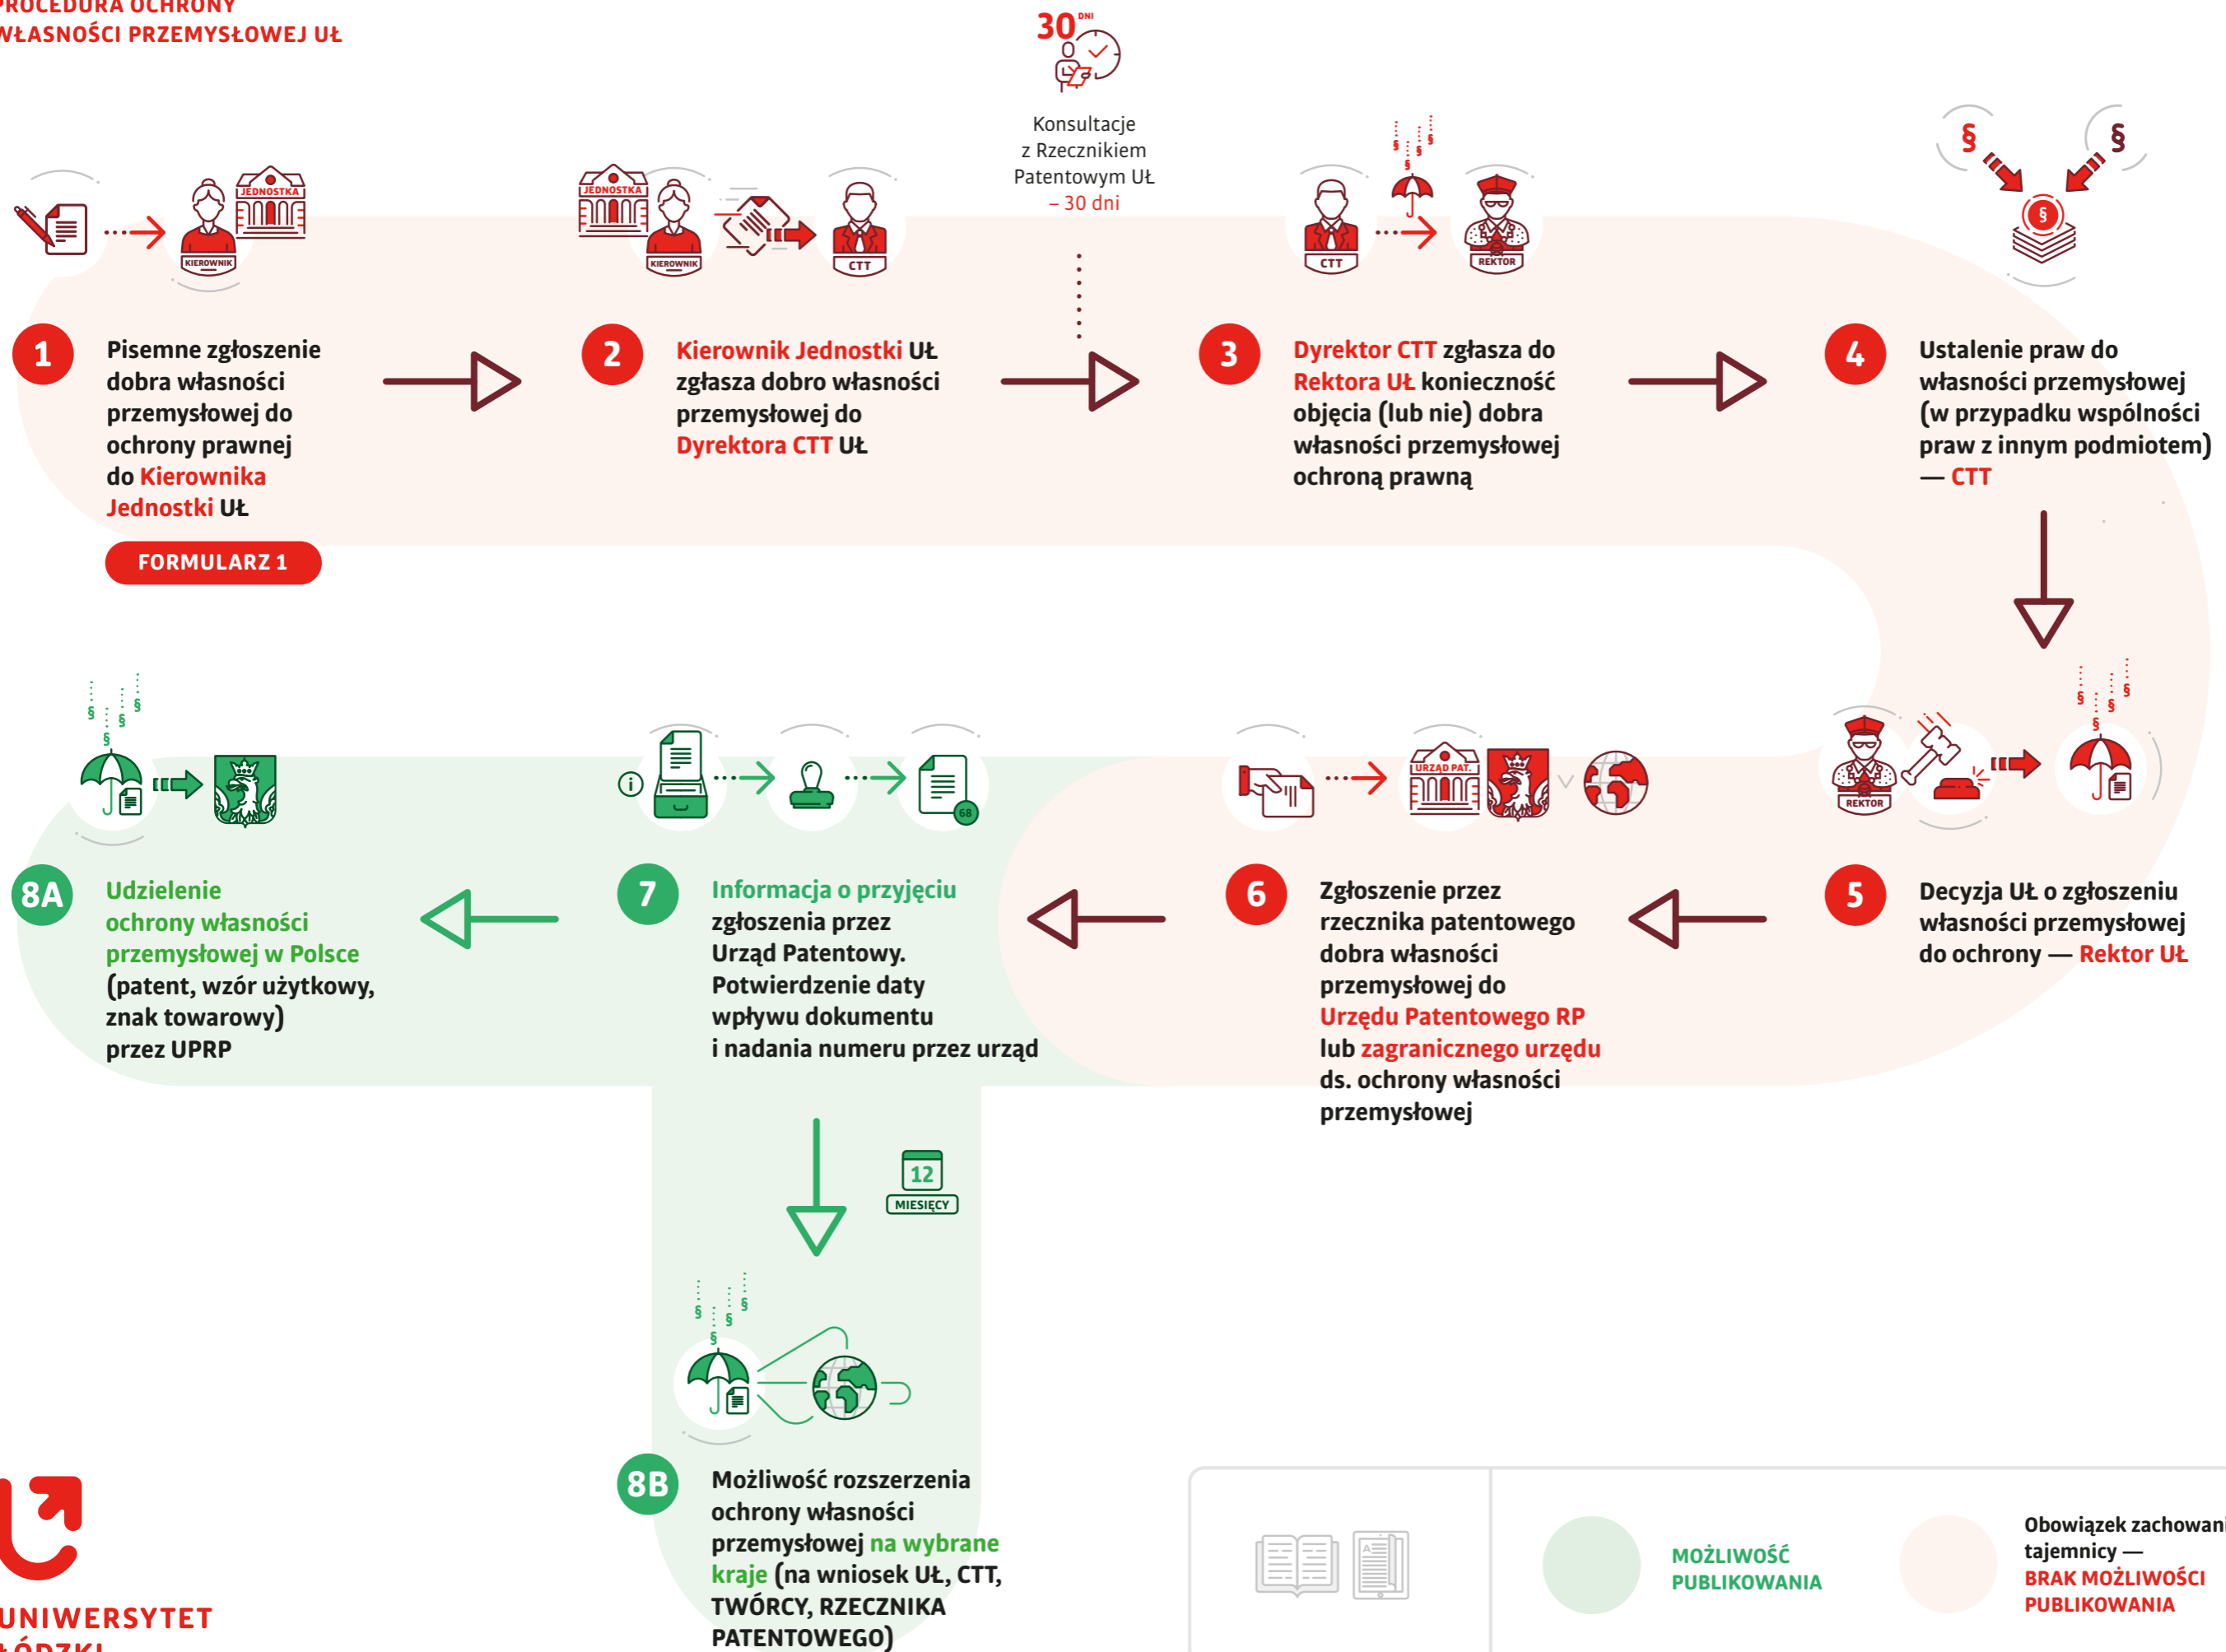 PROCEDURA OCHRONY
WŁASNOŚCI PRZEMYSŁOWEJ UŁ
30 DNI
Konsultacje
z Rzecznikiem
Patentowym UŁ
– 30 dni
JEDNOSTKA
KIEROWNIK
JEDNOSTKA
KIEROWNIK
CTT
CTT
REKTOR
§
§
§
§
§
§
§
1
Pisemne zgłoszenie
dobra własności
przemysłowej do
ochrony prawnej
do Kierownika
Jednostki UŁ
FORMULARZ 1
2
Kierownik Jednostki UŁ
zgłasza dobro własności
przemysłowej do
Dyrektora CTT UŁ
3
Dyrektor CTT zgłasza do
Rektora UŁ konieczność
objęcia (lub nie) dobra
własności przemysłowej
ochroną prawną
4
Ustalenie praw do
własności przemysłowej
(w przypadku wspólności
praw z innym podmiotem)
— CTT
REKTOR
§
§
§
§
5
Decyzja UŁ o zgłoszeniu
własności przemysłowej
do ochrony — Rektor UŁ
URZĄD PAT.
6
Zgłoszenie przez
rzecznika patentowego
dobra własności
przemysłowej do
Urzędu Patentowego RP
lub zagranicznego urzędu
ds. ochrony własności
przemysłowej
i
68
7
Informacja o przyjęciu
zgłoszenia przez
Urząd Patentowy.
Potwierdzenie daty
wpływu dokumentu
i nadania numeru przez urząd
§
§
§
§
8A
Udzielenie
ochrony własności
przemysłowej w Polsce
(patent, wzór użytkowy,
znak towarowy)
przez UPRP
12
MIESIĘCY
§
§
§
§
8B
Możliwość rozszerzenia
ochrony własności
przemysłowej na wybrane
kraje (na wniosek UŁ, CTT,
TWÓRCY, RZECZNIKA
PATENTOWEGO)
UNIWERSYTET
ŁÓDZKI
A
MOŻLIWOŚĆ
PUBLIKOWANIA
Obowiązek zachowani
tajemnicy —
BRAK MOŻLIWOŚCI
PUBLIKOWANIA